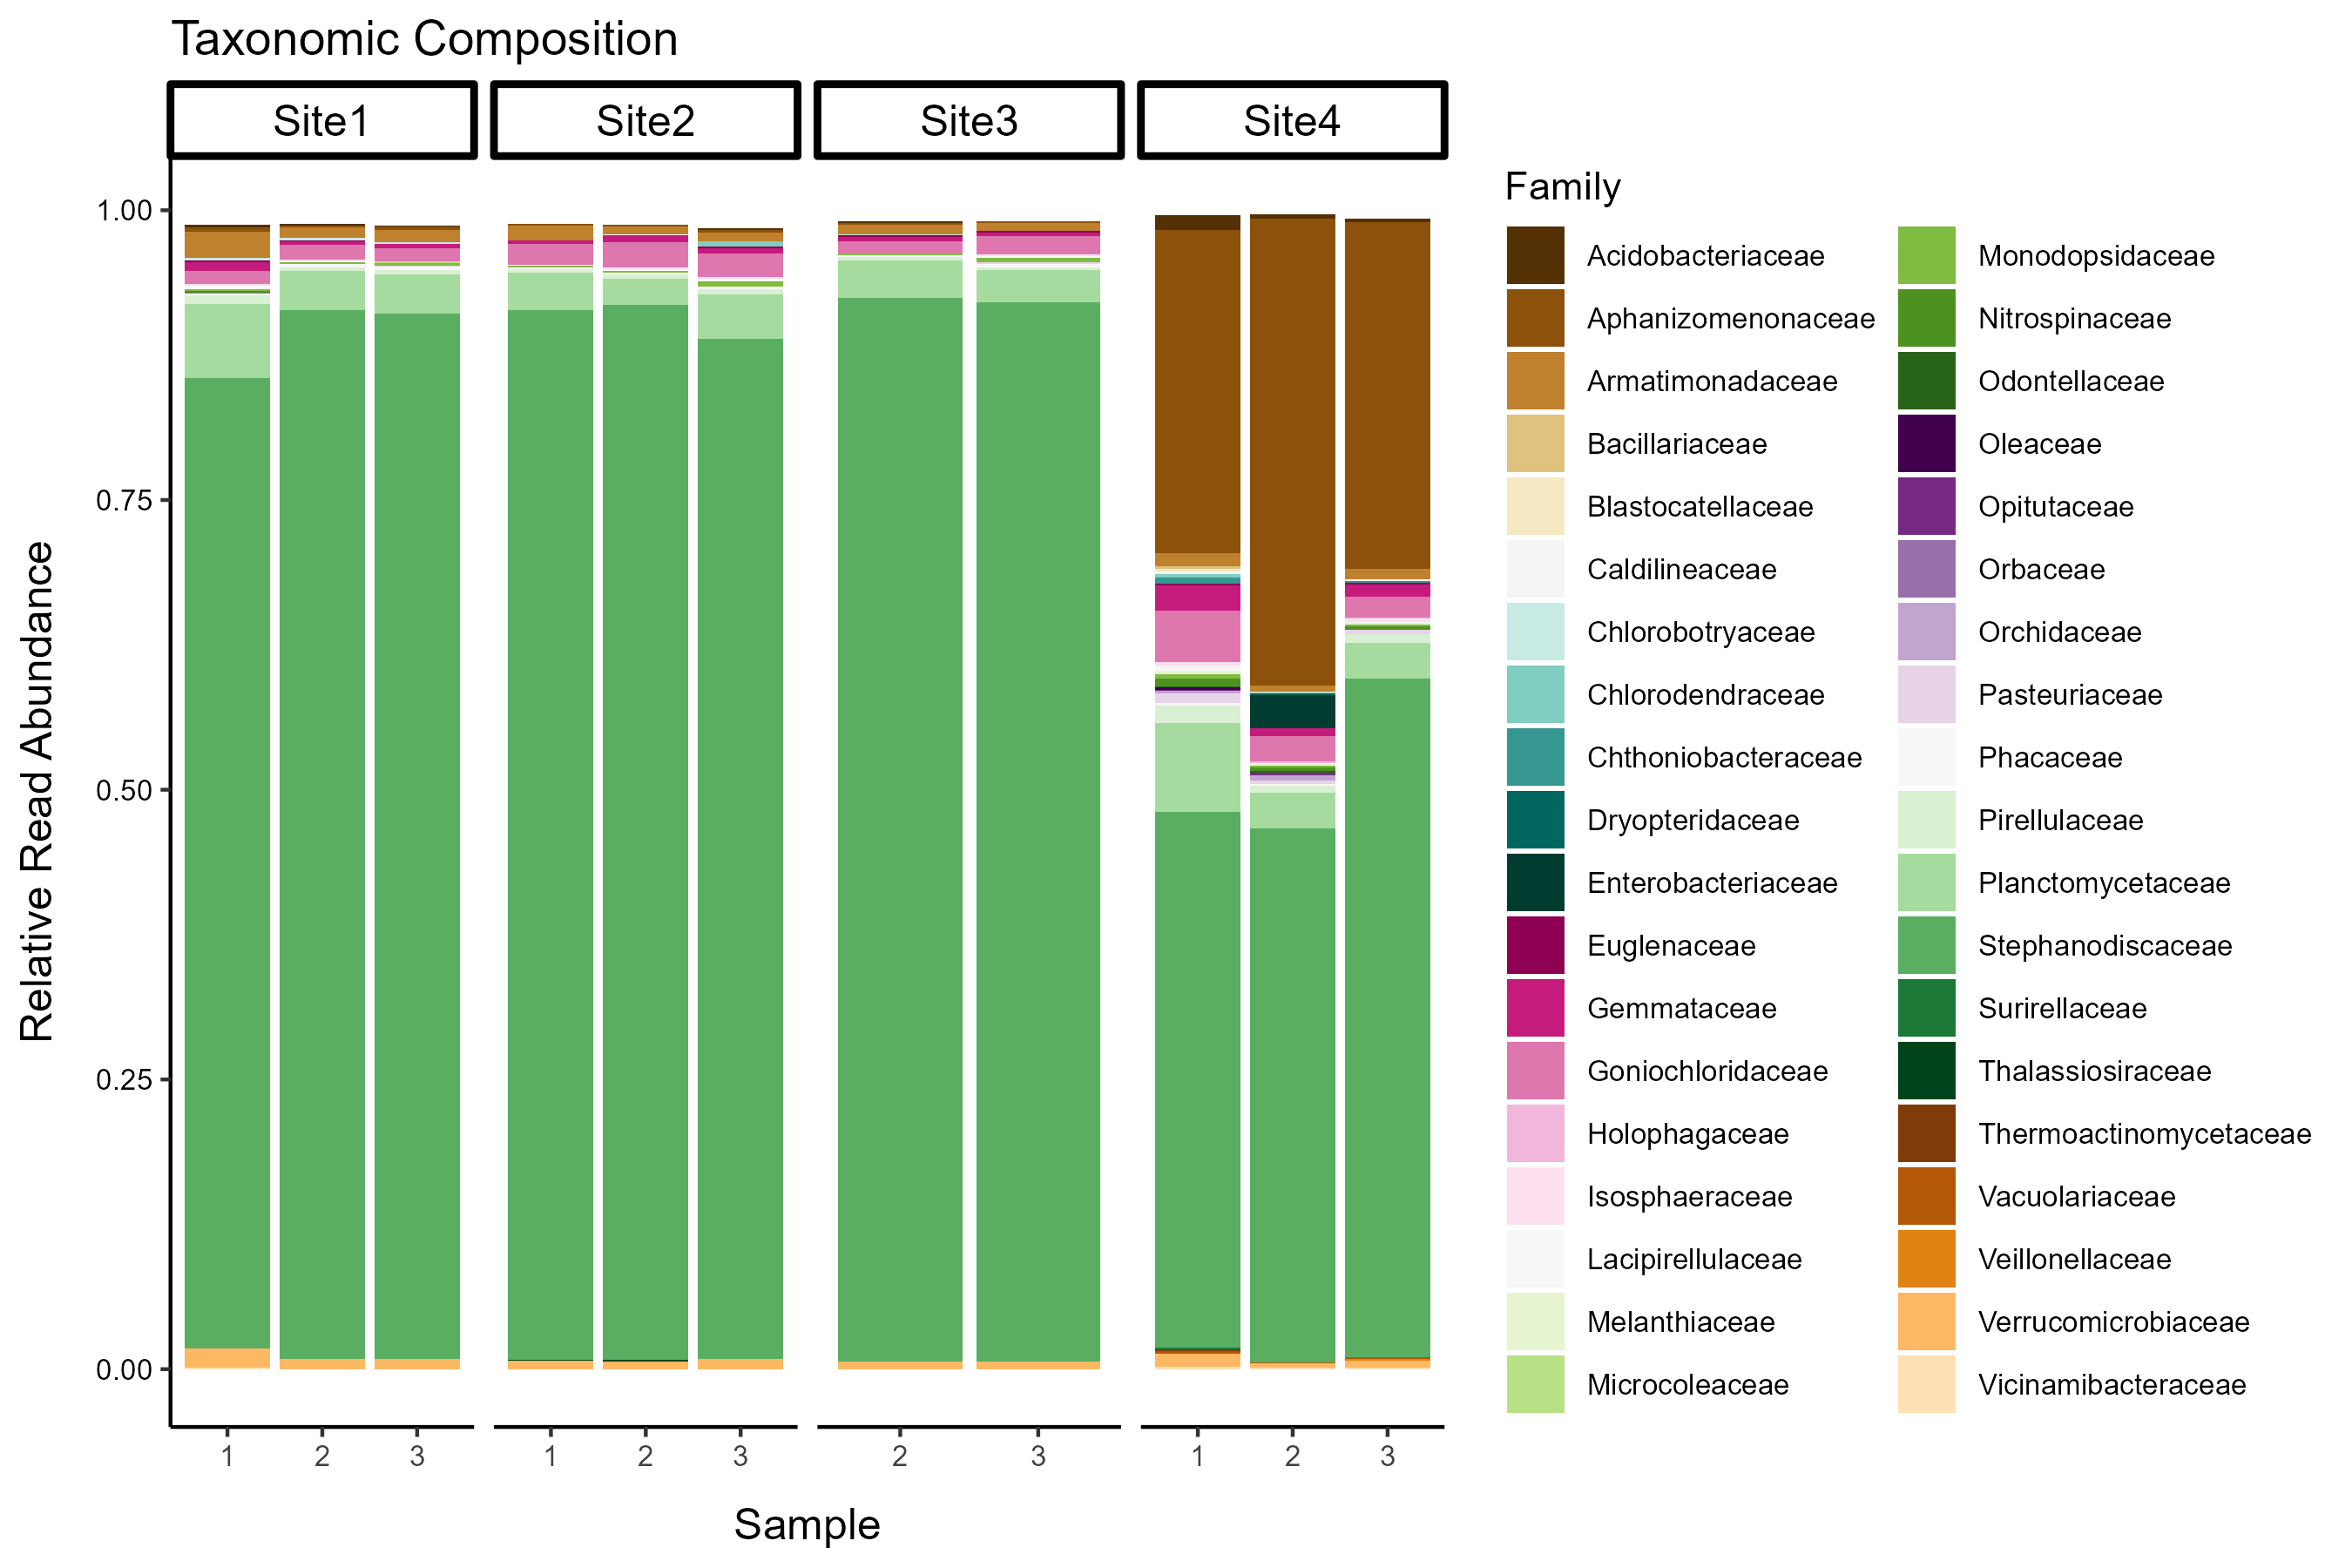 Taxonomic Composition
Site1 Site2 Site3 Site4
Relative Read Abundance
1.00
0.75
0.50
0.25
0.00
1 2 3 1 2 3 2 3 1 2 3
Sample
Family
Acidobacteriaceae
Aphanizomenonaceae
Armatimonadaceae
Bacillariaceae
Blastocatellaceae
Caldilineaceae
Chlorobotryaceae
Chlorodendraceae
Chthoniobacteraceae
Dryopteridaceae
Enterobacteriaceae
Euglenaceae
Gemmataceae
Goniochloridaceae
Holophagaceae
Isosphaeraceae
Lacipirellulaceae
Melanthiaceae
Microcoleaceae
Monodopsidaceae
Nitrospinaceae
Odontellaceae
Oleaceae
Opitutaceae
Orbaceae
Orchidaceae
Pasteuriaceae
Phacaceae
Pirellulaceae
Planctomycetaceae
Stephanodiscaceae
Surirellaceae
Thalassiosiraceae
Thermoactinomycetaceae
Vacuolariaceae
Veillonellaceae
Verrucomicrobiaceae
Vicinamibacteraceae